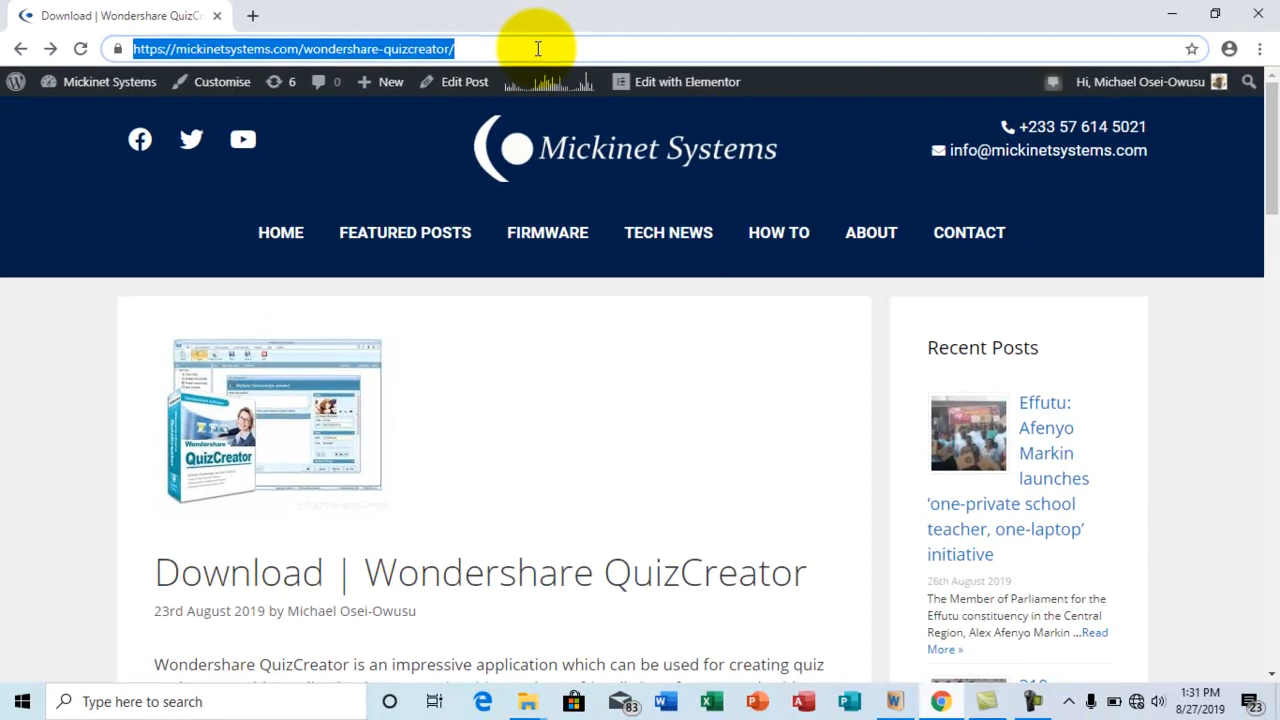 Download | Wondershare QuizCr
https://mickinetsystems.com/wondershare-quizcreator/
Mickinet Systems
Customise
6
0
New
Edit Post
Edit with Elementor
Hi, Michael Osei-Owusu
Mickinet Systems
+233 57 614 5021
info@mickinetsystems.com
HOME
FEATURED POSTS
FIRMWARE
TECH NEWS
HOW TO
ABOUT
CONTACT
Wondershare
QuizCreator
Download | Wondershare QuizCreator
23rd August 2019 by Michael Osei-Owusu
Wondershare QuizCreator is an impressive application which can be used for creating quiz
Recent Posts
Effutu:
Afenyo
Markin
launches
‘one-private school
teacher, one-laptop’
initiative
26th August 2019
The Member of Parliament for the
Effutu constituency in the Central
Region, Alex Afenyo Markin ...Read
More »
Type here to search
83
1:31 PM
8/27/2019
23